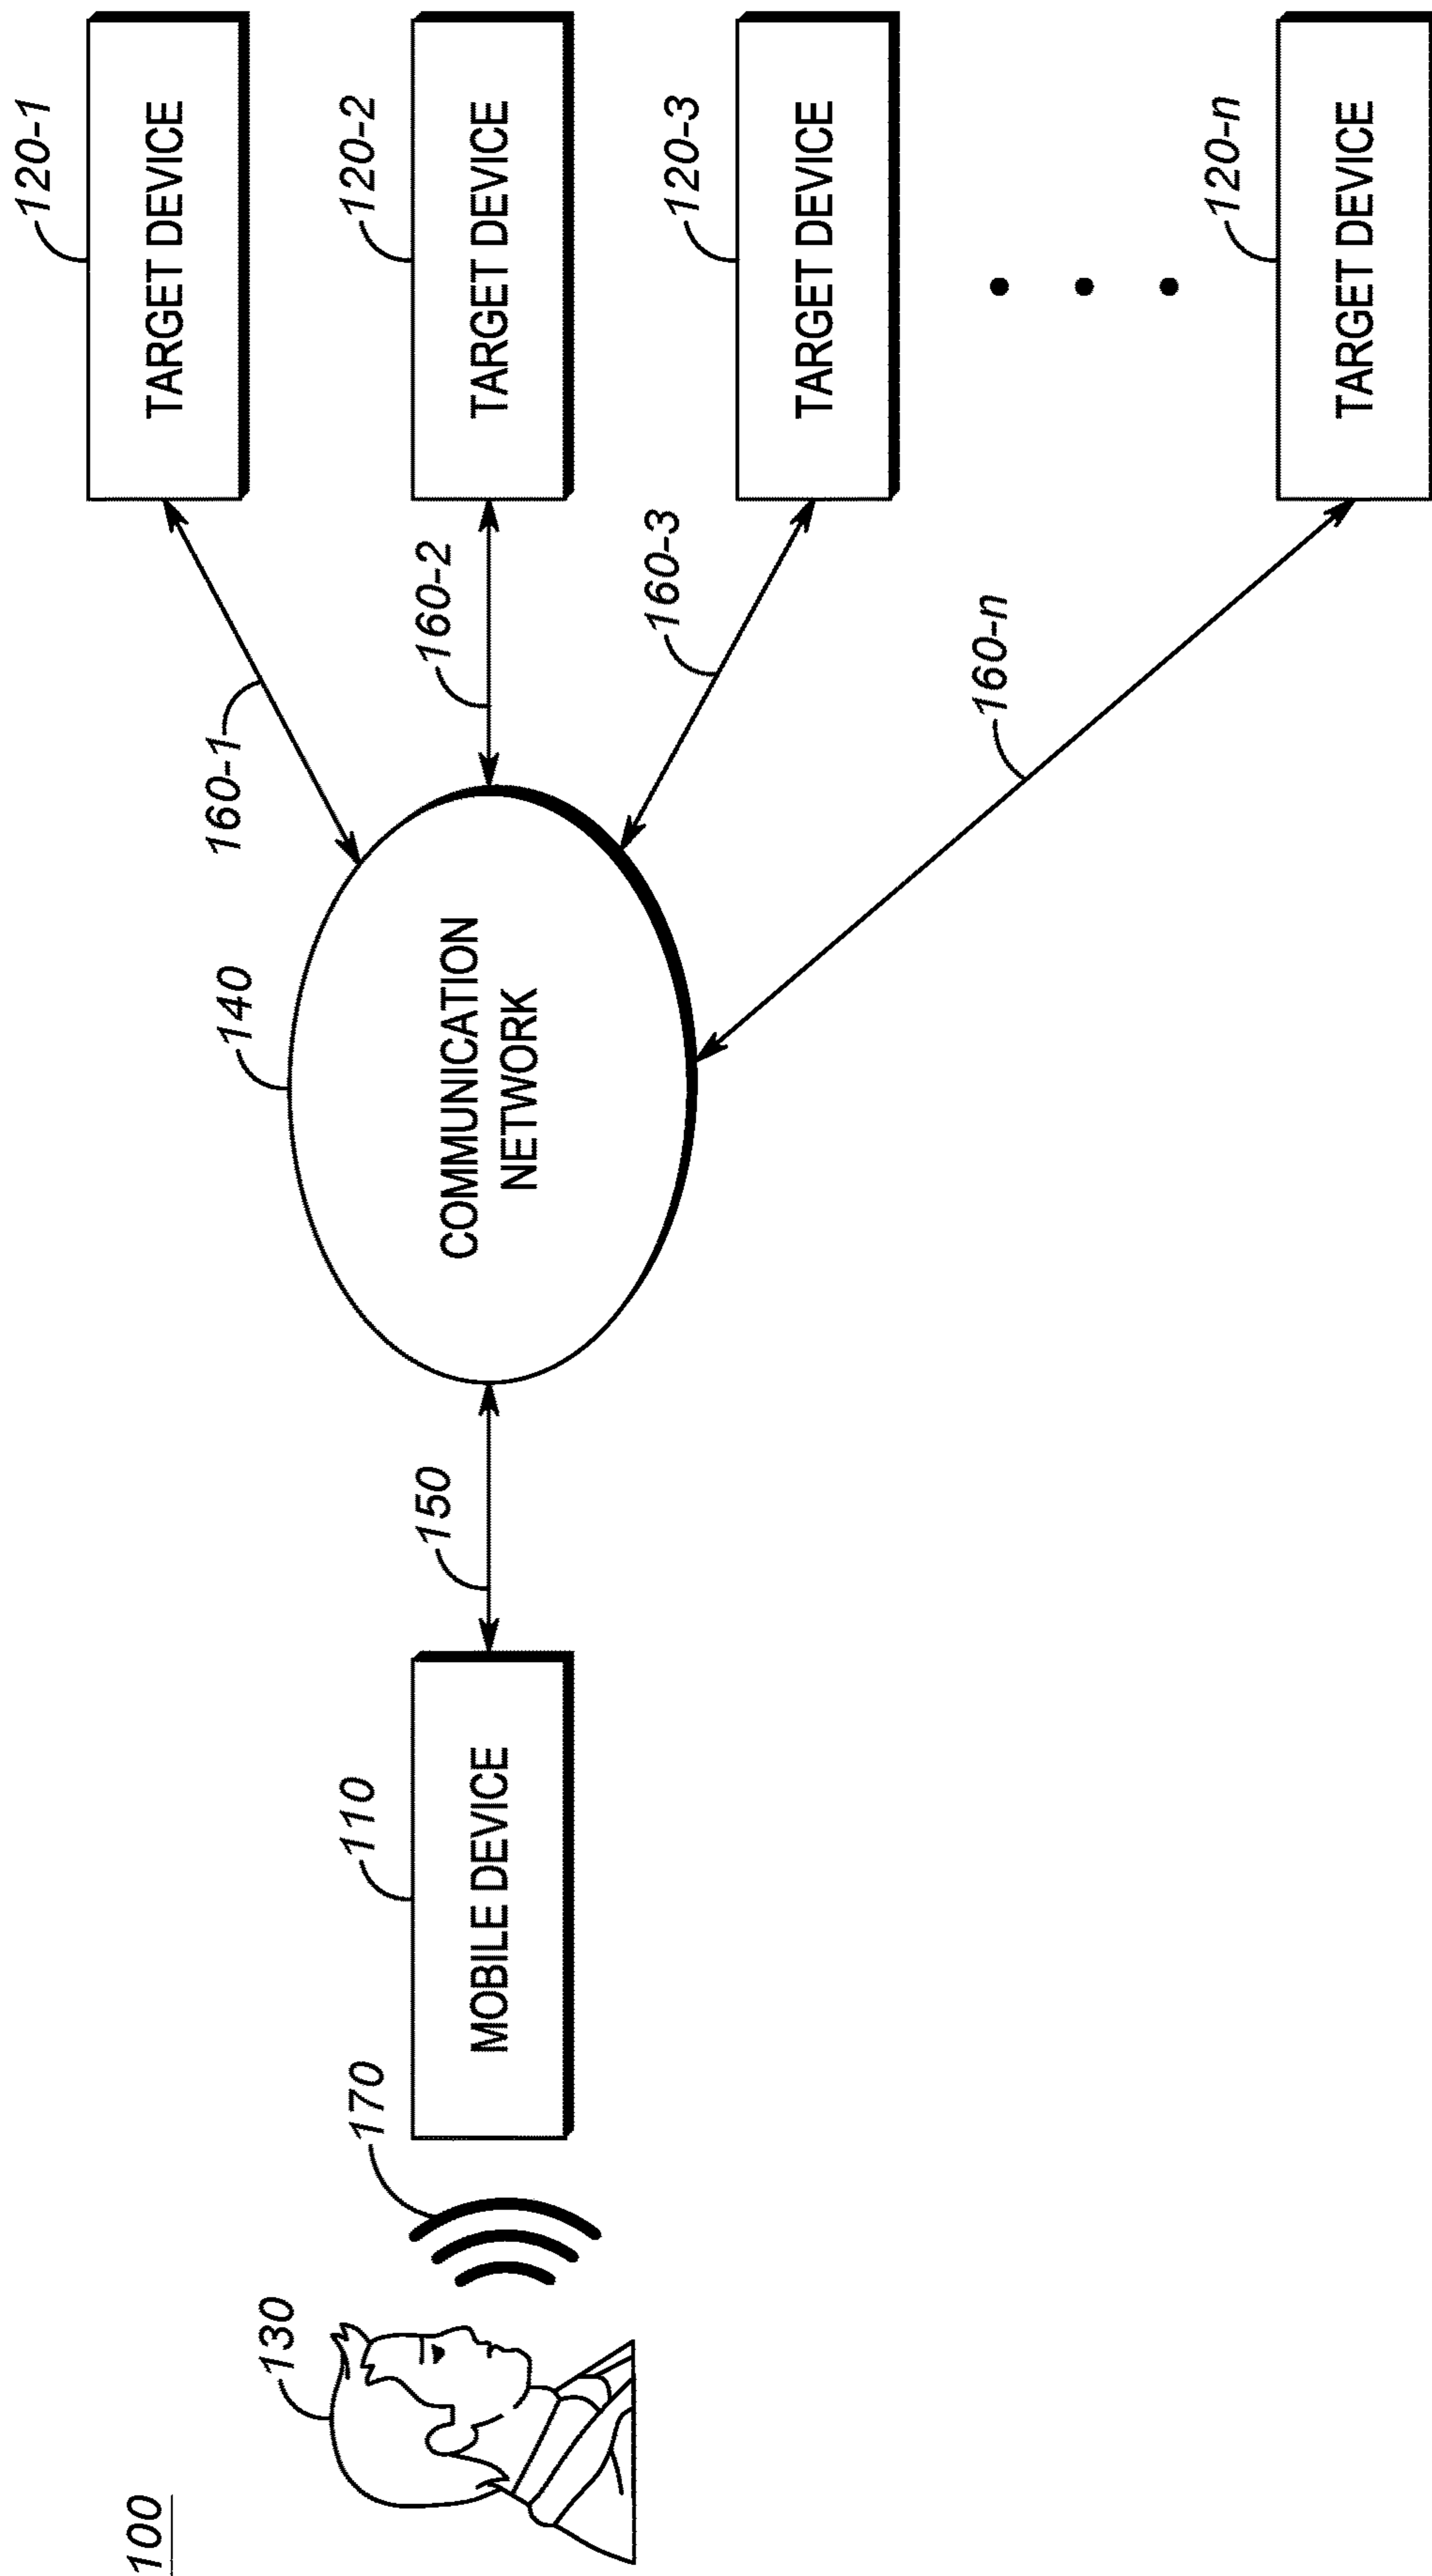 100
130
170
110
MOBILE DEVICE
150
140
COMMUNICATION
NETWORK
160-1
160-2
160-3
160-n
120-1
TARGET DEVICE
120-2
TARGET DEVICE
120-3
TARGET DEVICE
120-n
TARGET DEVICE